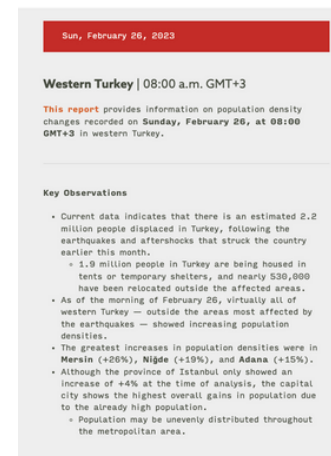 Sun, February 26, 2023
Western Turkey | 08:00 a.m. GMT+3
This report provides information on population density
changes recorded on Sunday, February 26, at 08:00
GMT+3 in western Turkey.
Key Observations
• Current data indicates that there is an estimated 2.2
million people displaced in Turkey, following the
earthquakes and aftershocks that struck the country
earlier this month.
◦ 1.9 million people in Turkey are being housed in
tents or temporary shelters, and nearly 530,000
have been relocated outside the affected areas.
• As of the morning of February 26, virtually all of
western Turkey — outside the areas most affected by
the earthquakes — showed increasing population
densities.
• The greatest increases in population densities were in
Mersin (+26%), Niğde (+19%), and Adana (+15%).
• Although the province of Istanbul only showed an
increase of +4% at the time of analysis, the capital
city shows the highest overall gains in population due
to the already high population.
◦ Population may be unevenly distributed throughout
the metropolitan area.